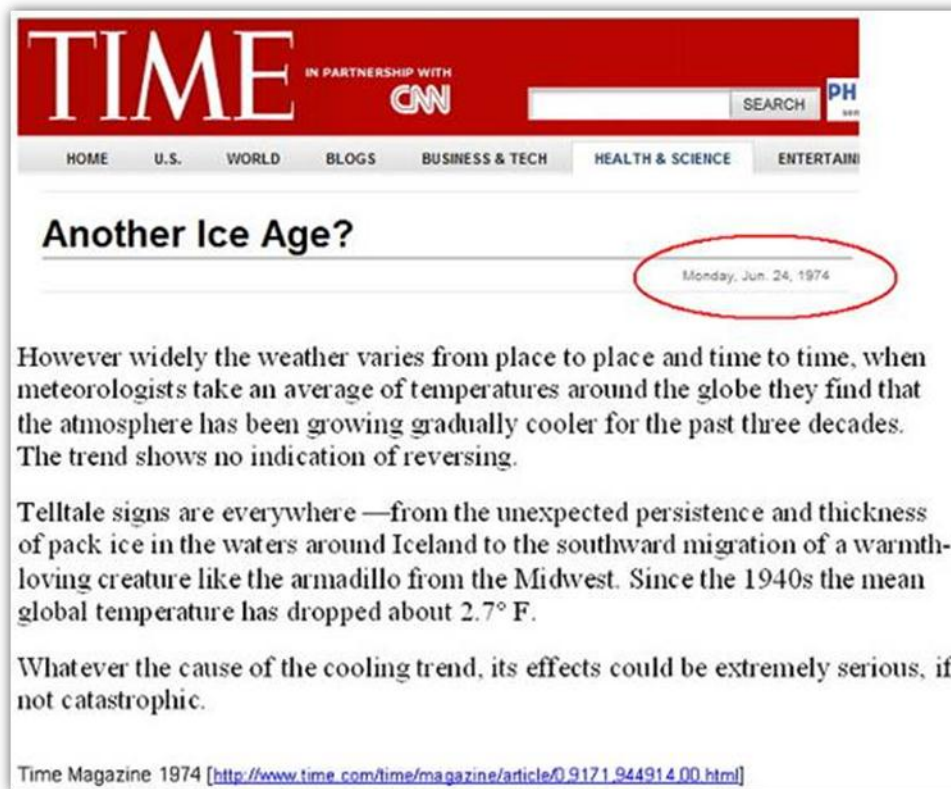 TIME IN PARTNERSHIP WITH CNN SEARCH PH
HOME U.S. WORLD BLOGS BUSINESS & TECH HEALTH & SCIENCE ENTERTAIN
Another Ice Age?
Monday, Jun. 24, 1974
However widely the weather varies from place to place and time to time, when
meteorologists take an average of temperatures around the globe they find that
the atmosphere has been growing gradually cooler for the past three decades.
The trend shows no indication of reversing.
Telltale signs are everywhere —from the unexpected persistence and thickness
of pack ice in the waters around Iceland to the southward migration of a warmth-
loving creature like the armadillo from the Midwest. Since the 1940s the mean
global temperature has dropped about 2.7° F.
Whatever the cause of the cooling trend, its effects could be extremely serious, if
not catastrophic.
Time Magazine 1974 [http://www.time.com/time/magazine/article/0,9171,944914,00.html]